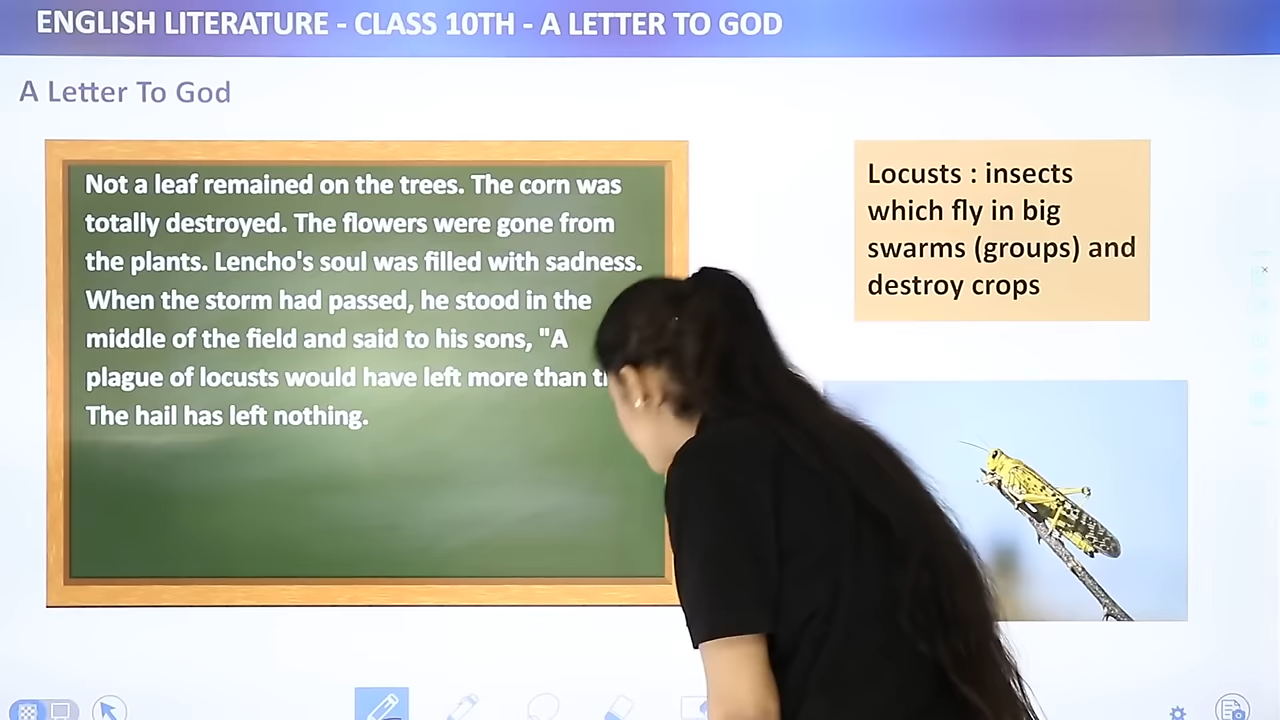 ENGLISH LITERATURE - CLASS 10TH - A LETTER TO GOD
A Letter To God
Not a leaf remained on the trees. The corn was
totally destroyed. The flowers were gone from
the plants. Lencho's soul was filled with sadness.
When the storm had passed, he stood in the
middle of the field and said to his sons, "A
plague of locusts would have left more than
The hail has left nothing.
Locusts : insects
which fly in big
swarms (groups) and
destroy crops